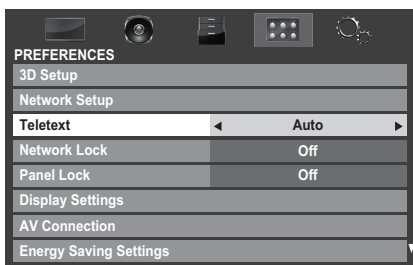 PREFERENCES
3D Setup
Network Setup
Teletext Auto
Network Lock Off
Panel Lock Off
Display Settings
AV Connection
Energy Saving Settings